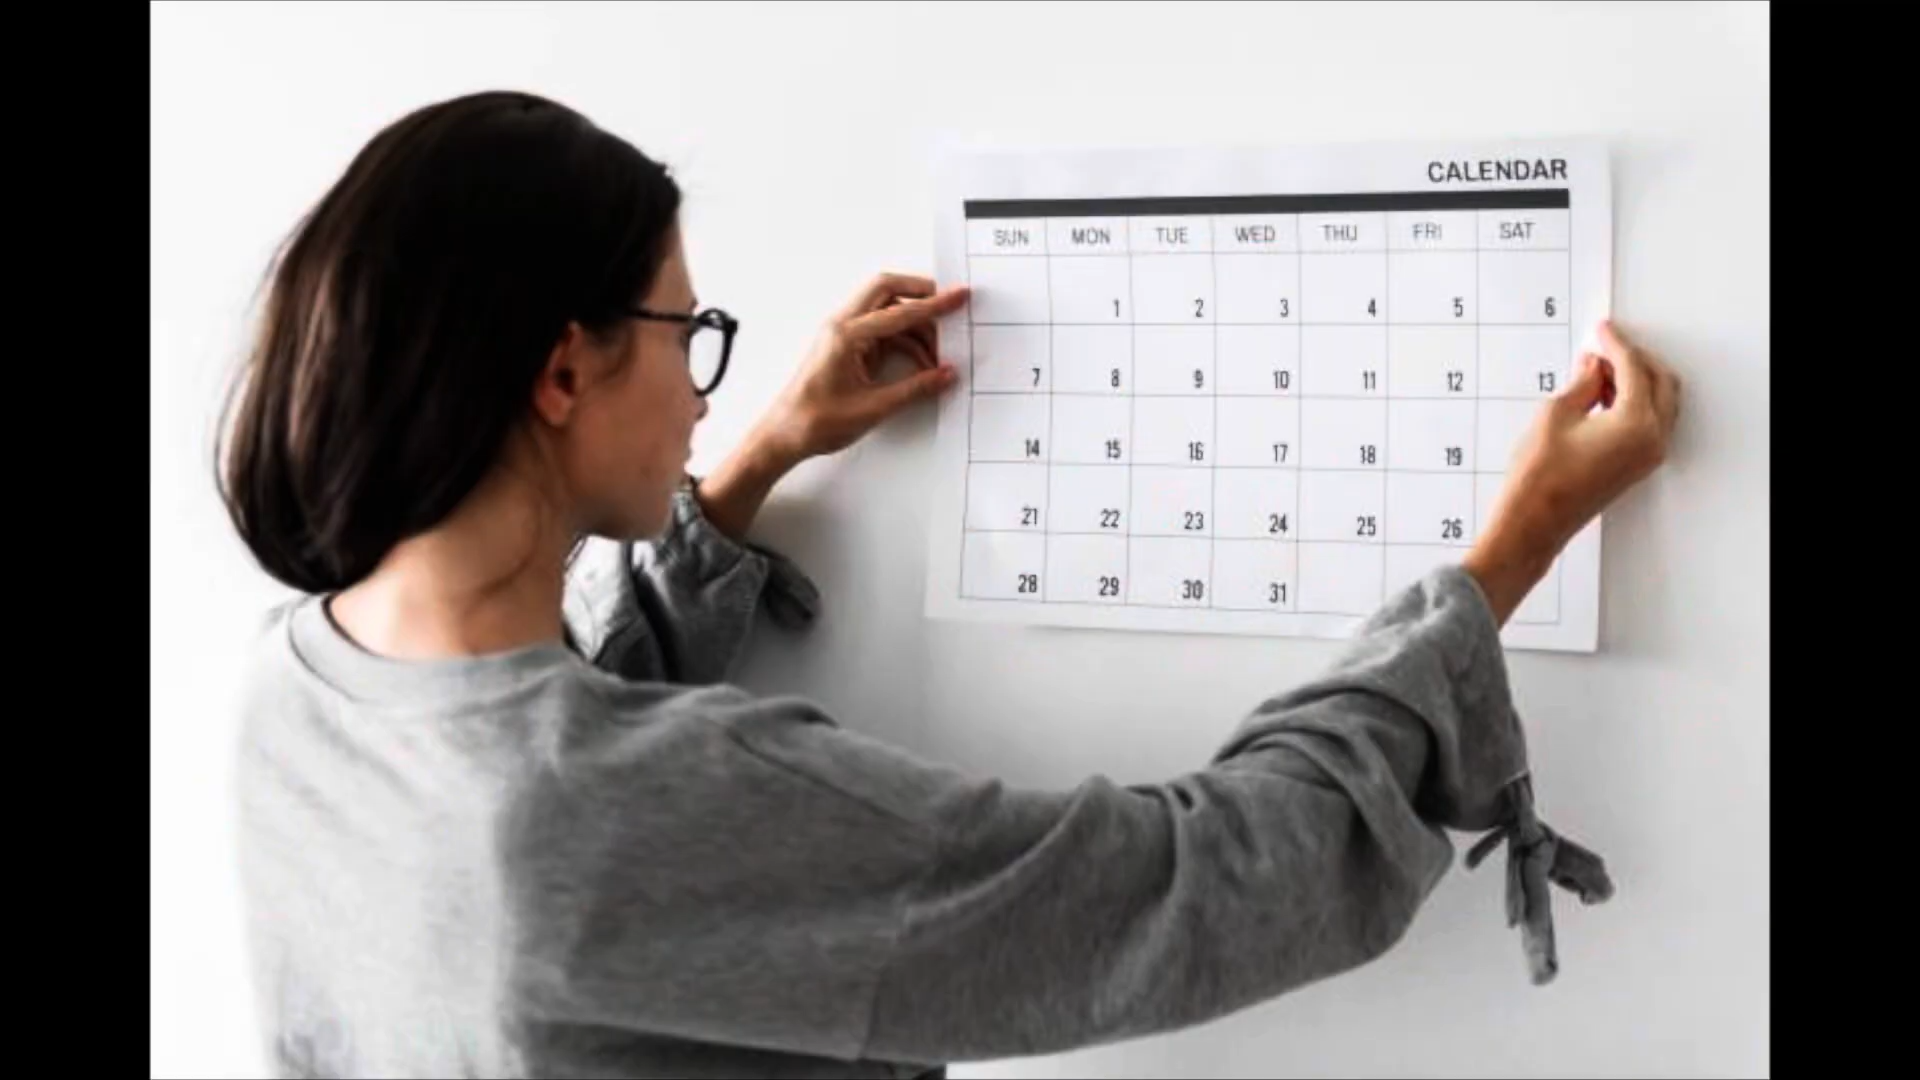 CALENDAR
SUN MON TUE WED THU FRI SAT
1 2 3 4 5 6
7 8 9 10 11 12 13
14 15 16 17 18 19
21 22 23 24 25 26
28 29 30 31